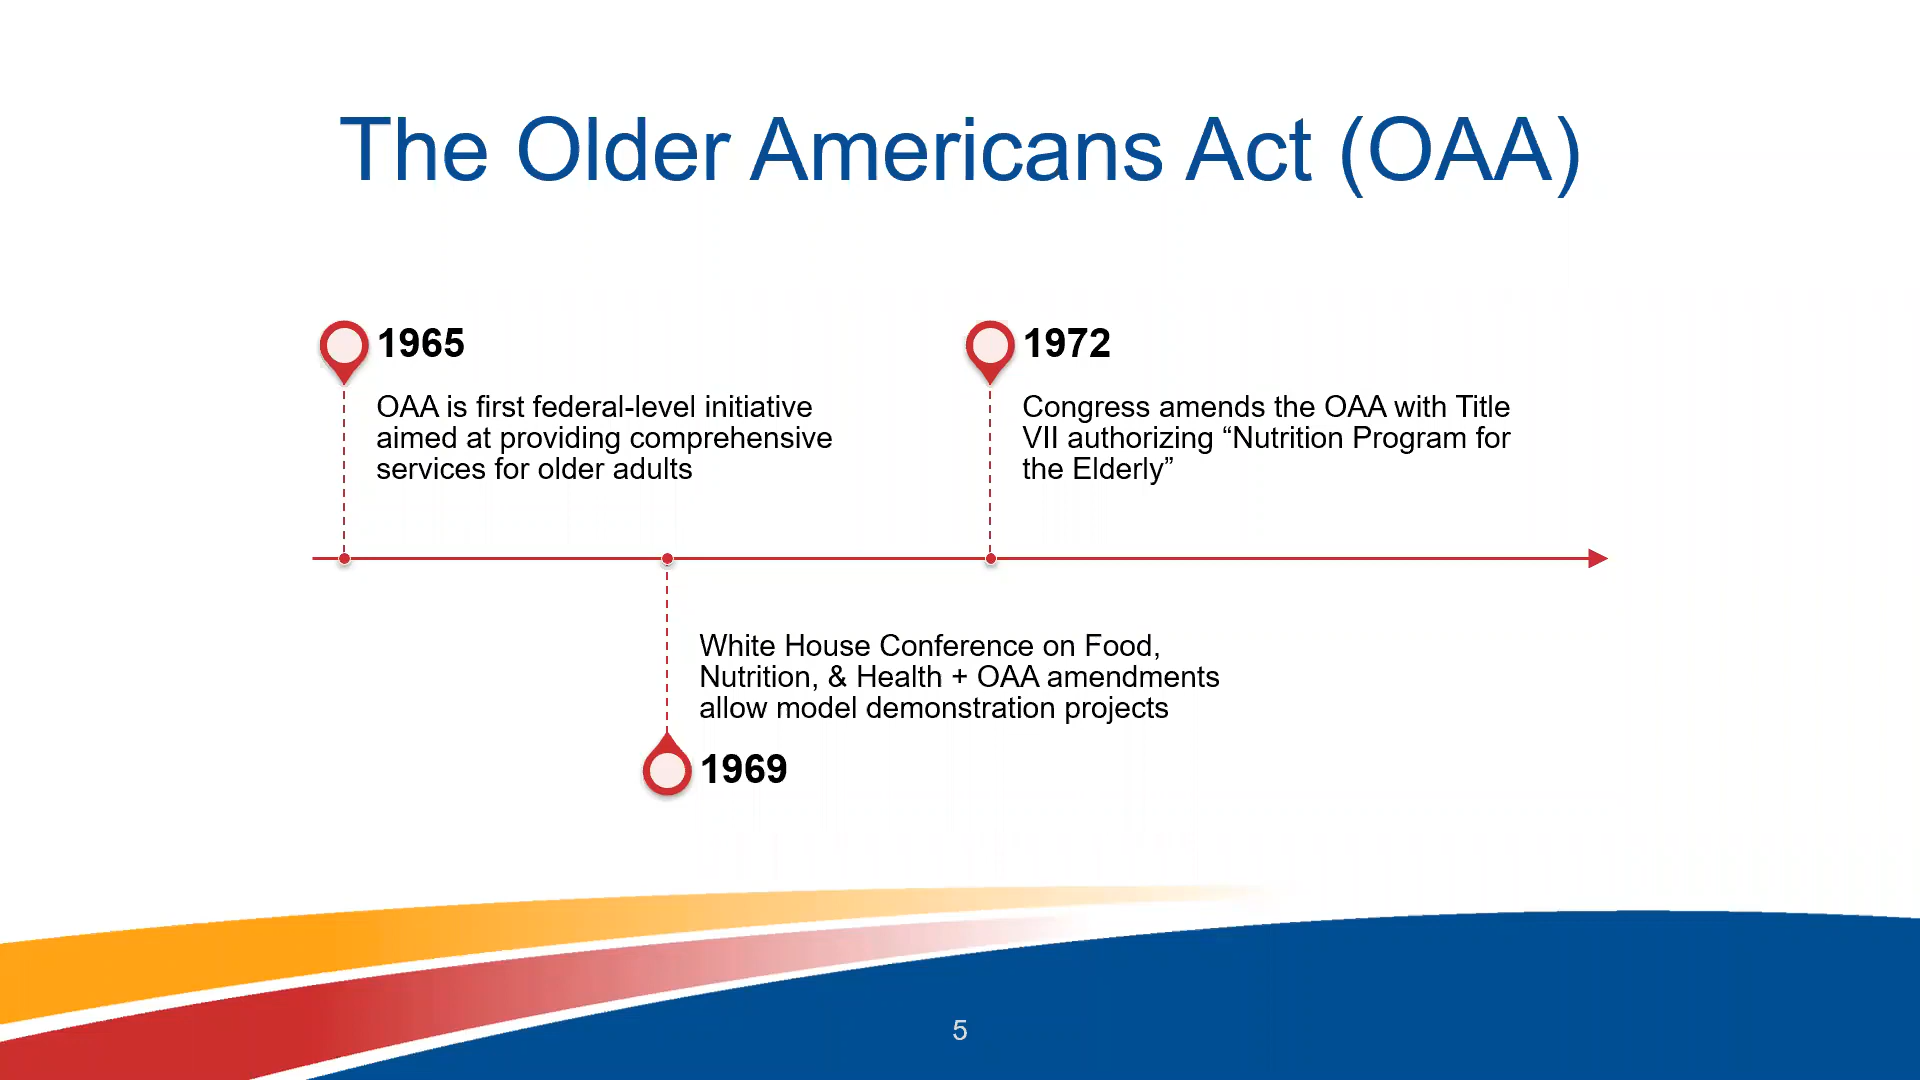 The Older Americans Act (OAA)
1965
OAA is first federal-level initiative
aimed at providing comprehensive
services for older adults
1972
Congress amends the OAA with Title
VII authorizing “Nutrition Program for
the Elderly”
White House Conference on Food,
Nutrition, & Health + OAA amendments
allow model demonstration projects
1969
5